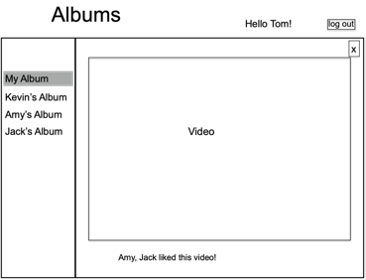 Albums
Hello Tom!
log out
x
My Album
Kevin's Album
Amy's Album
Jack's Album
Video
Amy, Jack liked this video!